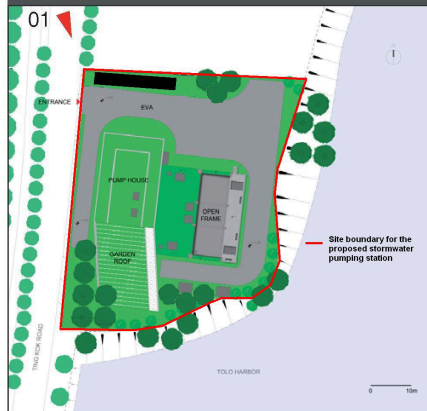 01
ENTRANCE
EVA
PUMP HOUSE
OPEN
FRAME
GARDEN
ROOF
Site boundary for the
proposed stormwater
pumping station
TING KOK ROAD
TOLO HARBOR
0 10m